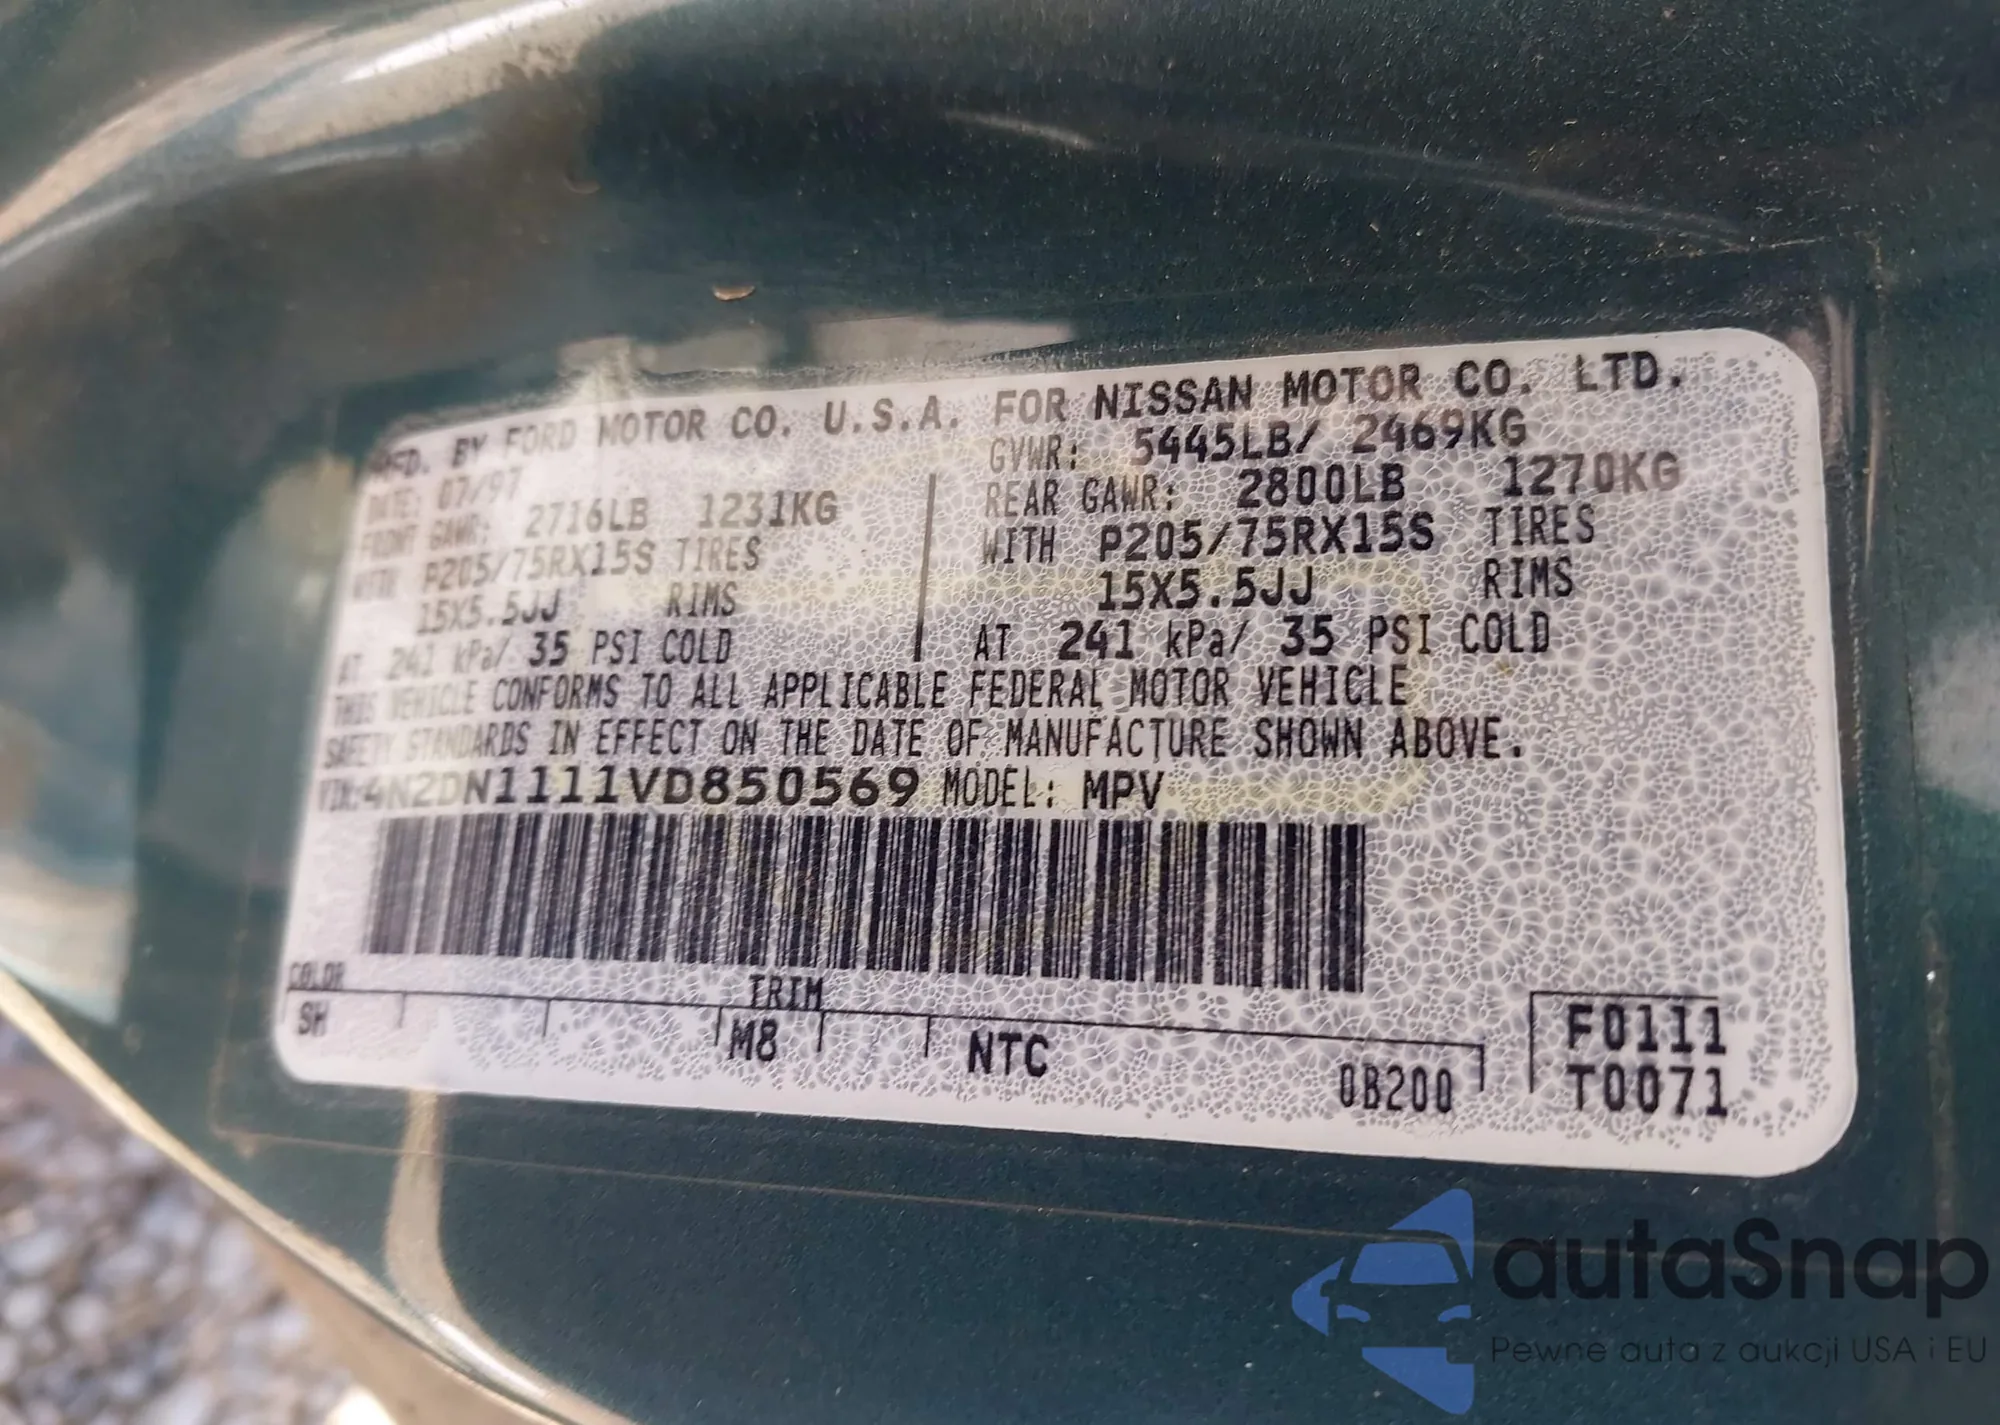 MFD. BY FORD MOTOR CO. U.S.A. FOR NISSAN MOTOR CO. LTD.
DATE: 07/97 GVWR: 5445LB/ 2469KG
FRONT GAWR: 2716LB 1231KG REAR GAWR: 2800LB 1270KG
WITH P205/75RX15S TIRES WITH P205/75RX15S TIRES
15X5.5JJ RIMS 15X5.5JJ RIMS
AT 241 kPa/ 35 PSI COLD AT 241 kPa/ 35 PSI COLD
THIS VEHICLE CONFORMS TO ALL APPLICABLE FEDERAL MOTOR VEHICLE
SAFETY STANDARDS IN EFFECT ON THE DATE OF MANUFACTURE SHOWN ABOVE.
VIN: 4N2DN1111VD850569 MODEL: MPV
COLOR TRIM
SH M8 NTC 0B200 F0111
T0071
autaSnap
Pewne auta z aukcji USA i EU